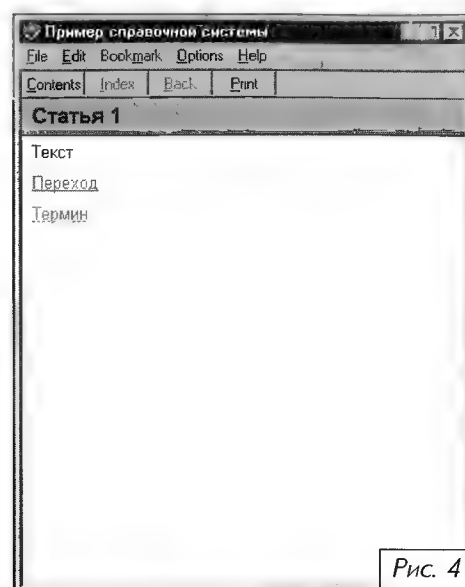 Пример справочной системы
File Edit Bookmark Options Help
Contents Index Back Print
Статья 1
Текст
Переход
Термин
Рис. 4